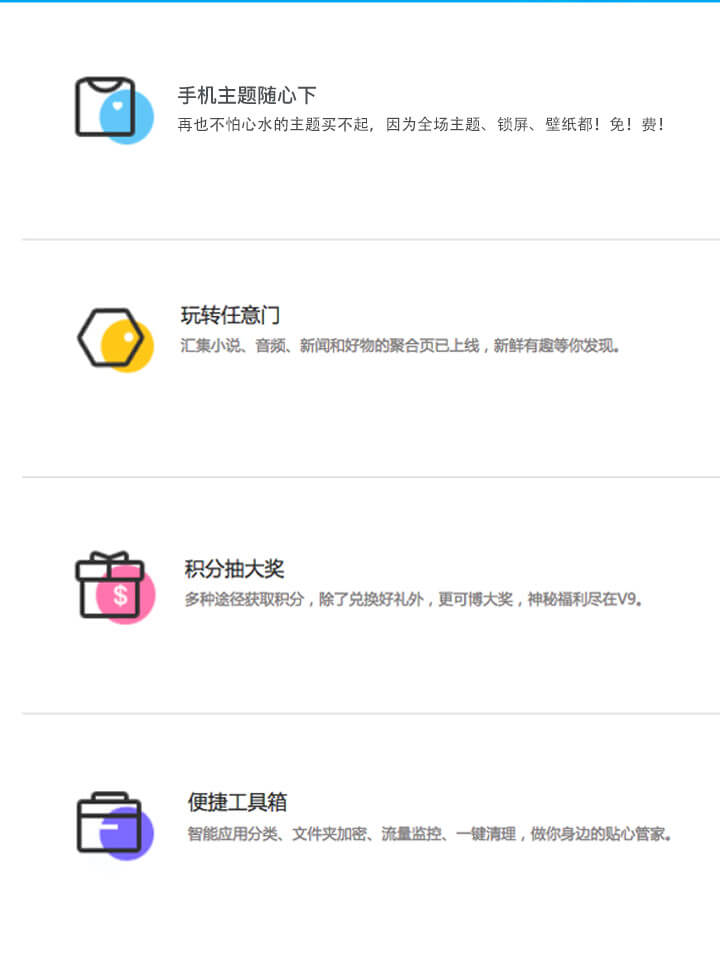 手机主题随心下
再也不怕心水的主题买不起，因为全场主题、锁屏、壁纸都！免！费！
玩转任意门
汇集小说、音频、新闻和好物的聚合页已上线，新鲜有趣等你发现。
$
积分抽大奖
多种途径获取积分，除了兑换好礼外，更可博大奖，神秘福利尽在V9。
便捷工具箱
智能应用分类、文件夹加密、流量监控、一键清理，做你身边的贴心管家。